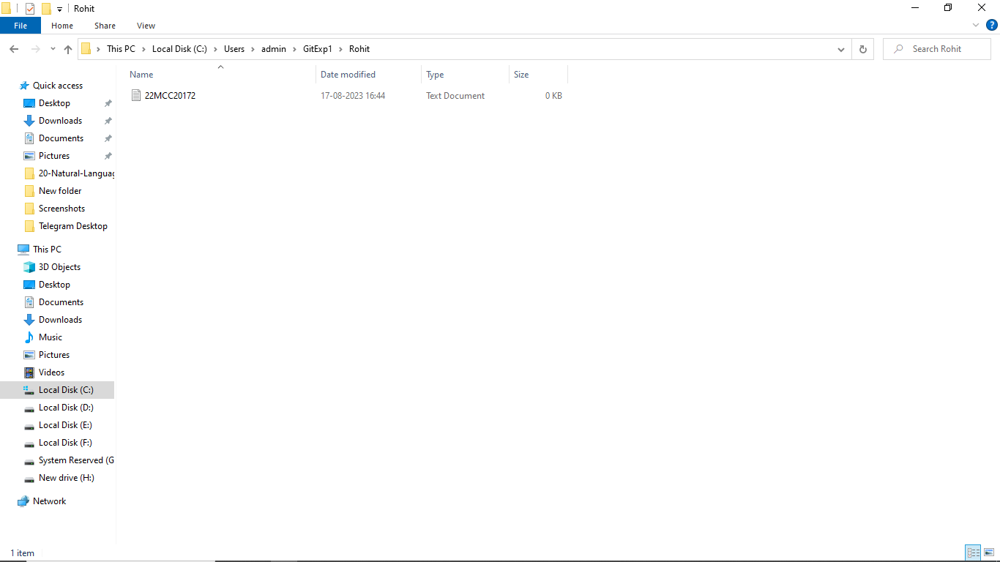 Rohit
File Home Share View
This PC Local Disk (C:) Users admin GitExp1 Rohit
Search Rohit
Name Date modified Type Size
22MCC20172 17-08-2023 16:44 Text Document 0 KB
Quick access
Desktop
Downloads
Documents
Pictures
20-Natural-Languag
New folder
Screenshots
Telegram Desktop
This PC
3D Objects
Desktop
Documents
Downloads
Music
Pictures
Videos
Local Disk (C:)
Local Disk (D:)
Local Disk (E:)
Local Disk (F:)
System Reserved (G
New drive (H:)
Network
1 item